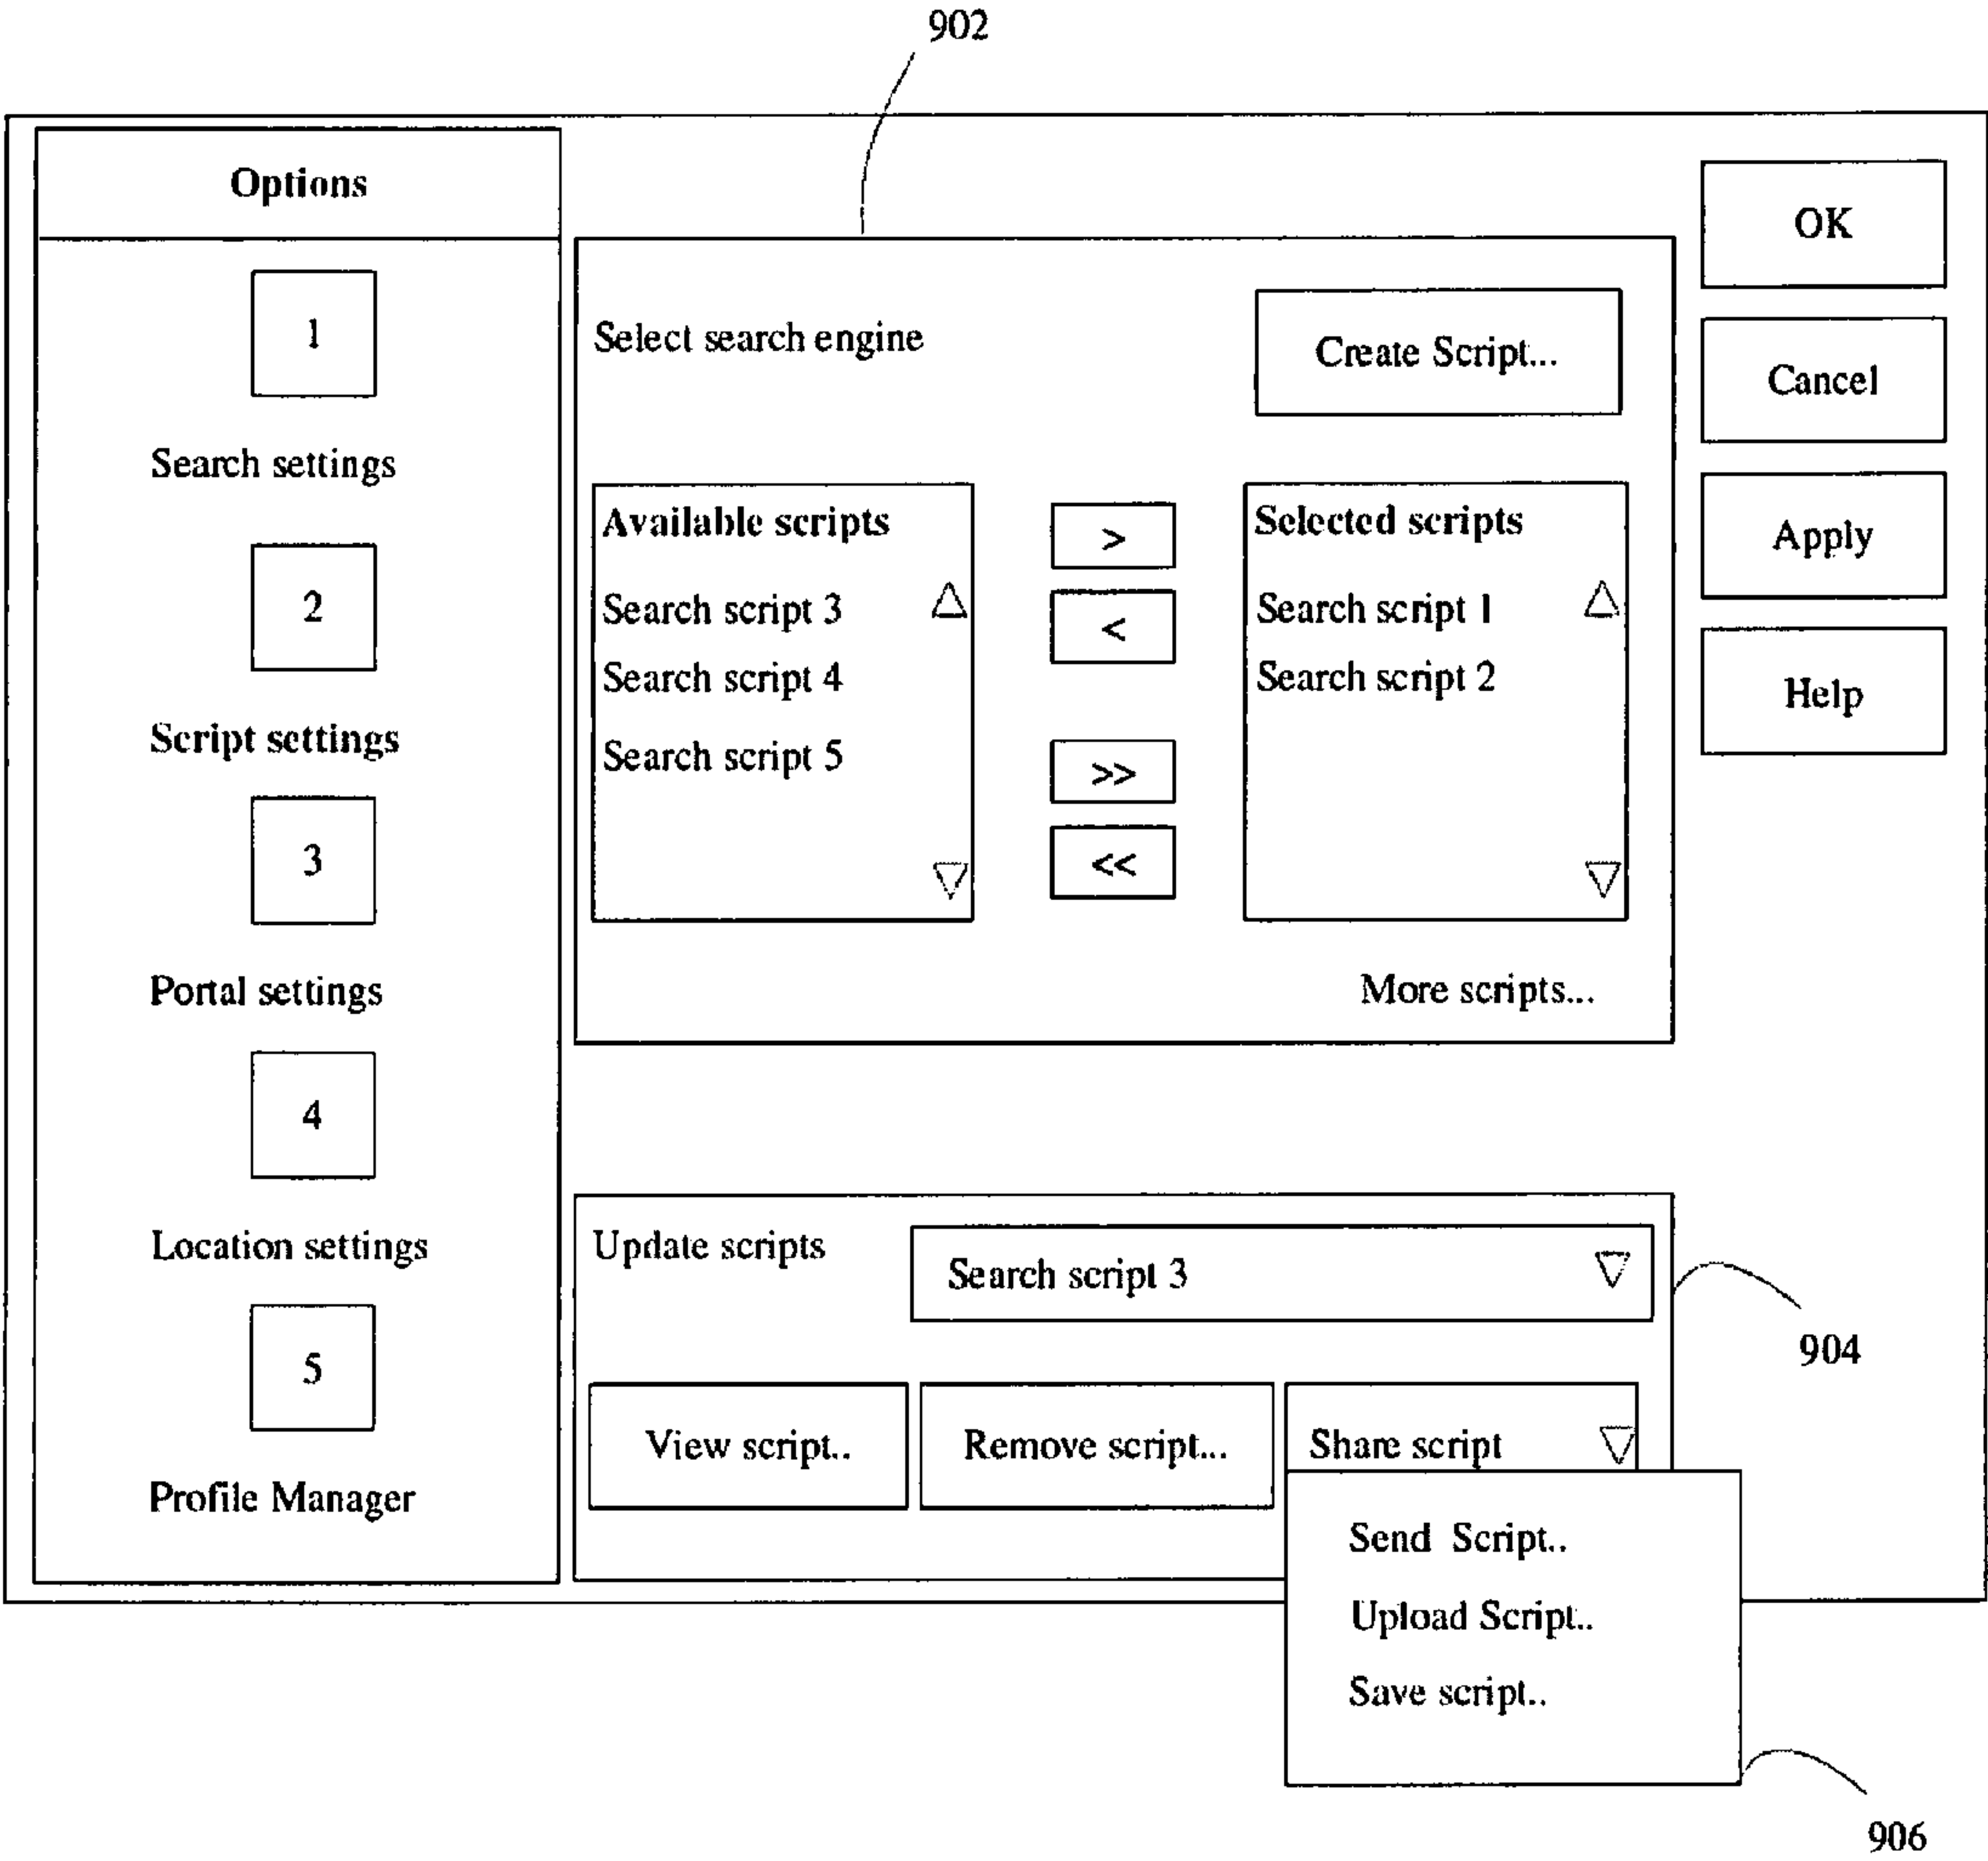 902
Options
1
Search settings
2
Script settings
3
Portal settings
4
Location settings
5
Profile Manager
Select search engine
Create Script...
Available scripts
Search script 3
Search script 4
Search script 5
>
<
>>
<<
Selected scripts
Search script 1
Search script 2
More scripts...
OK
Cancel
Apply
Help
Update scripts
Search script 3
904
View script..
Remove script...
Share script
Send Script..
Upload Script..
Save script..
906